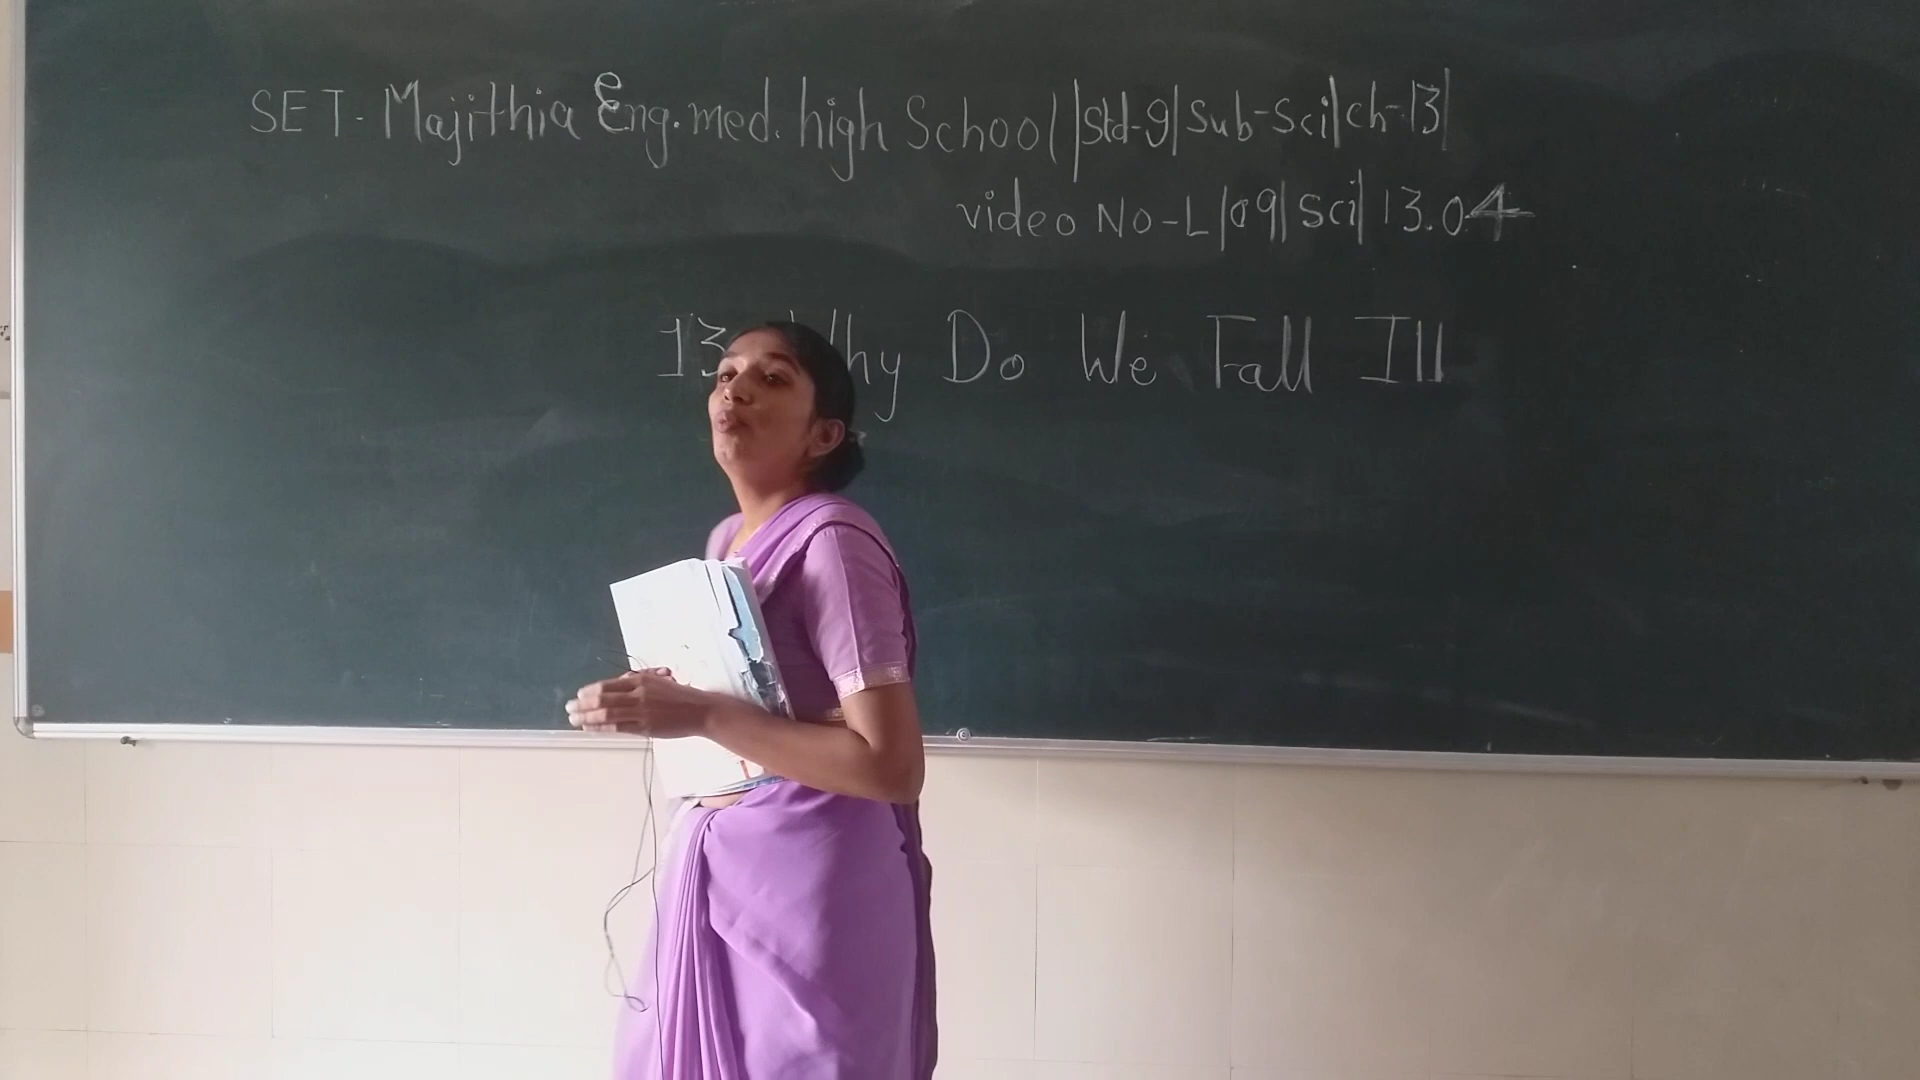 SET- Majithia Eng.med. high School |Std-9|Sub-Sci|ch-13|
video No-L|09|Sci|13.04
13. Why Do We Fall Ill